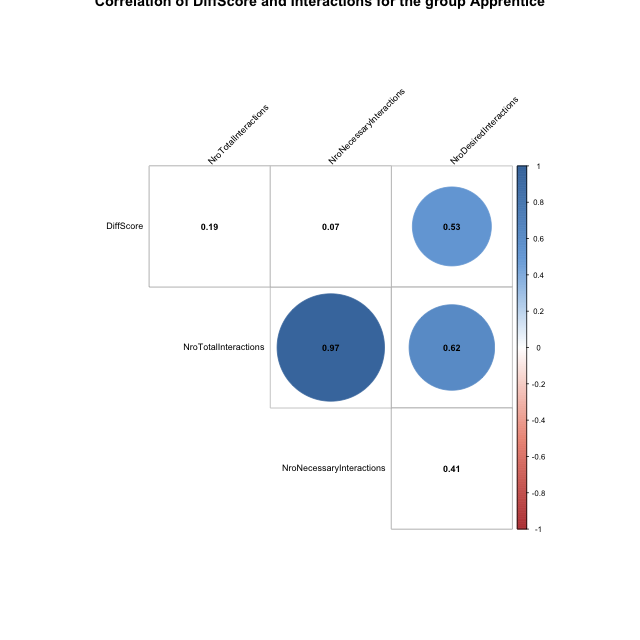 Correlation of DiffScore and Interactions for the group Apprentice
NroTotalInteractions
NroNecessaryInteractions
NroDesiredInteractions
DiffScore
0.19
0.07
0.53
NroTotalInteractions
0.97
0.62
NroNecessaryInteractions
0.41
1
0.8
0.6
0.4
0.2
0
-0.2
-0.4
-0.6
-0.8
-1